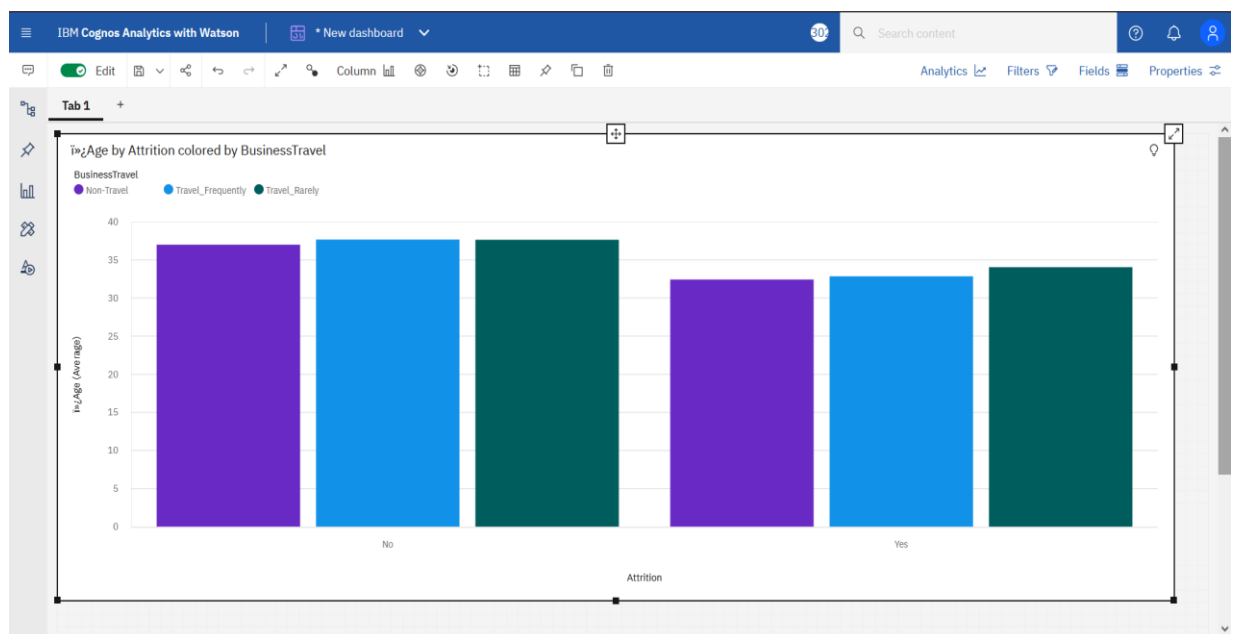 IBM Cognos Analytics with Watson
* New dashboard
Search content
Edit
Column
Analytics
Filters
Fields
Properties
Tab 1 +
ï»¿Age by Attrition colored by BusinessTravel
BusinessTravel
Non-Travel Travel_Frequently Travel_Rarely
40
35
30
25
20
15
10
5
0
ï»¿Age (Average)
No Yes
Attrition